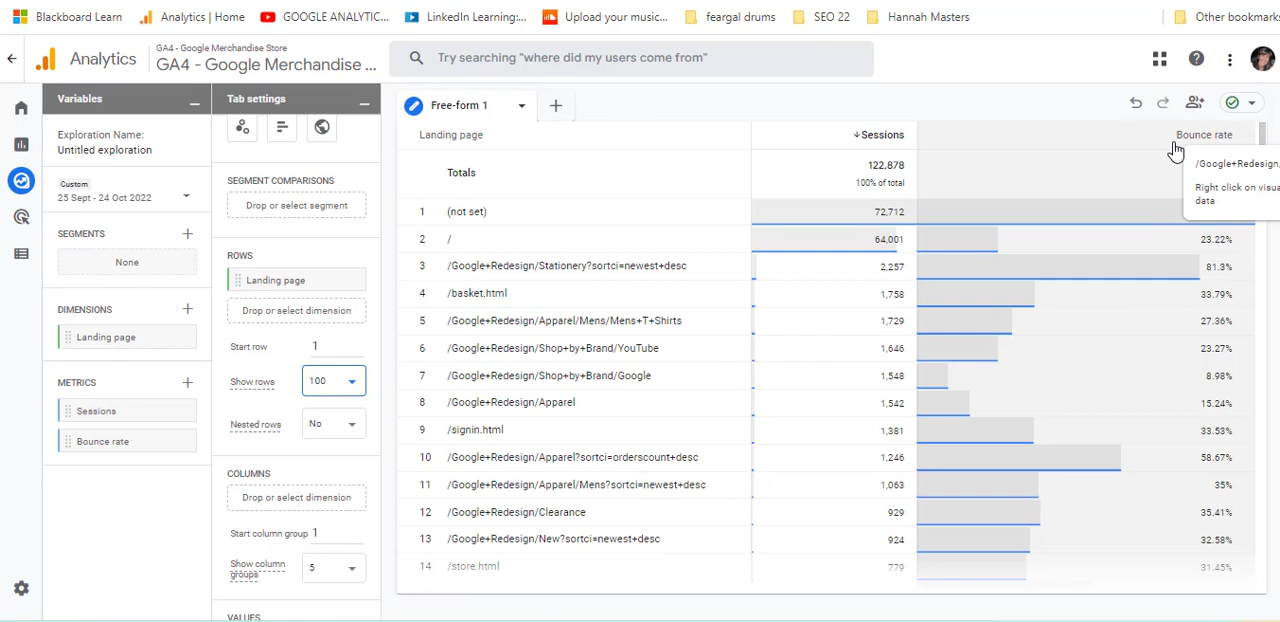 Blackboard Learn
Analytics | Home
GOOGLE ANALYTIC...
LinkedIn Learning:...
Upload your music...
feargal drums
SEO 22
Hannah Masters
Other bookmarks
Analytics
GA4 - Google Merchandise Store
GA4 - Google Merchandise ...
Try searching "where did my users come from"
Variables
Exploration Name:
Untitled exploration
Custom
25 Sept - 24 Oct 2022
SEGMENTS
None
DIMENSIONS
Landing page
METRICS
Sessions
Bounce rate
Tab settings
SEGMENT COMPARISONS
Drop or select segment
ROWS
Landing page
Drop or select dimension
Start row 1
Show rows 100
Nested rows No
COLUMNS
Drop or select dimension
Start column group 1
Show column groups 5
VALUES
Free-form 1
Landing page Sessions Bounce rate
Totals 122,878
100% of total
/Google+Redesign/
Right click on visua
data
1 (not set) 72,712
2 / 64,001 23.22%
3 /Google+Redesign/Stationery?sortci=newest+desc 2,257 81.3%
4 /basket.html 1,758 33.79%
5 /Google+Redesign/Apparel/Mens/Mens+T+Shirts 1,729 27.36%
6 /Google+Redesign/Shop+by+Brand/YouTube 1,646 23.27%
7 /Google+Redesign/Shop+by+Brand/Google 1,548 8.98%
8 /Google+Redesign/Apparel 1,542 15.24%
9 /signin.html 1,381 33.53%
10 /Google+Redesign/Apparel?sortci=orderscount+desc 1,246 58.67%
11 /Google+Redesign/Apparel/Mens?sortci=newest+desc 1,063 35%
12 /Google+Redesign/Clearance 929 35.41%
13 /Google+Redesign/New?sortci=newest+desc 924 32.58%
14 /store.html 779 31.45%